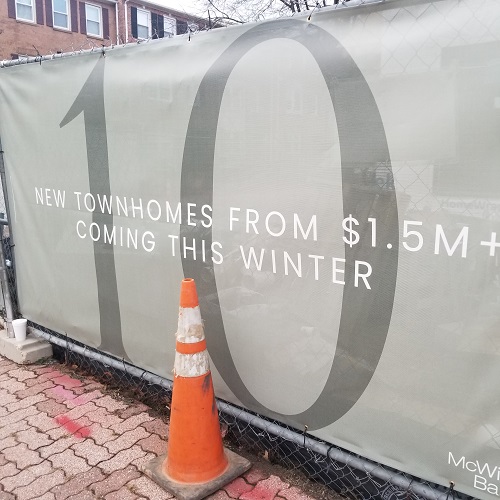 10
NEW TOWNHOMES FROM $1.5M+
COMING THIS WINTER